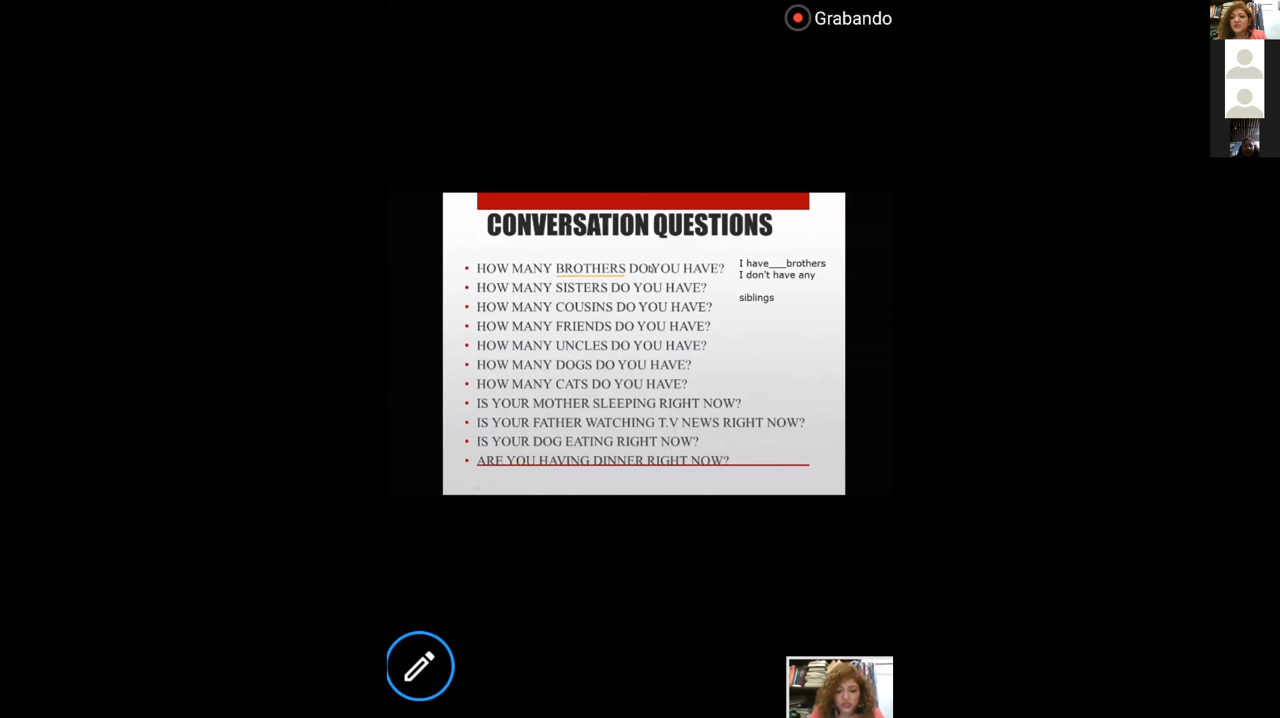 Grabando
CONVERSATION QUESTIONS
• HOW MANY BROTHERS DO YOU HAVE?
I have___brothers
I don't have any
• HOW MANY SISTERS DO YOU HAVE?
siblings
• HOW MANY COUSINS DO YOU HAVE?
• HOW MANY FRIENDS DO YOU HAVE?
• HOW MANY UNCLES DO YOU HAVE?
• HOW MANY DOGS DO YOU HAVE?
• HOW MANY CATS DO YOU HAVE?
• IS YOUR MOTHER SLEEPING RIGHT NOW?
• IS YOUR FATHER WATCHING T.V NEWS RIGHT NOW?
• IS YOUR DOG EATING RIGHT NOW?
• ARE YOU HAVING DINNER RIGHT NOW?